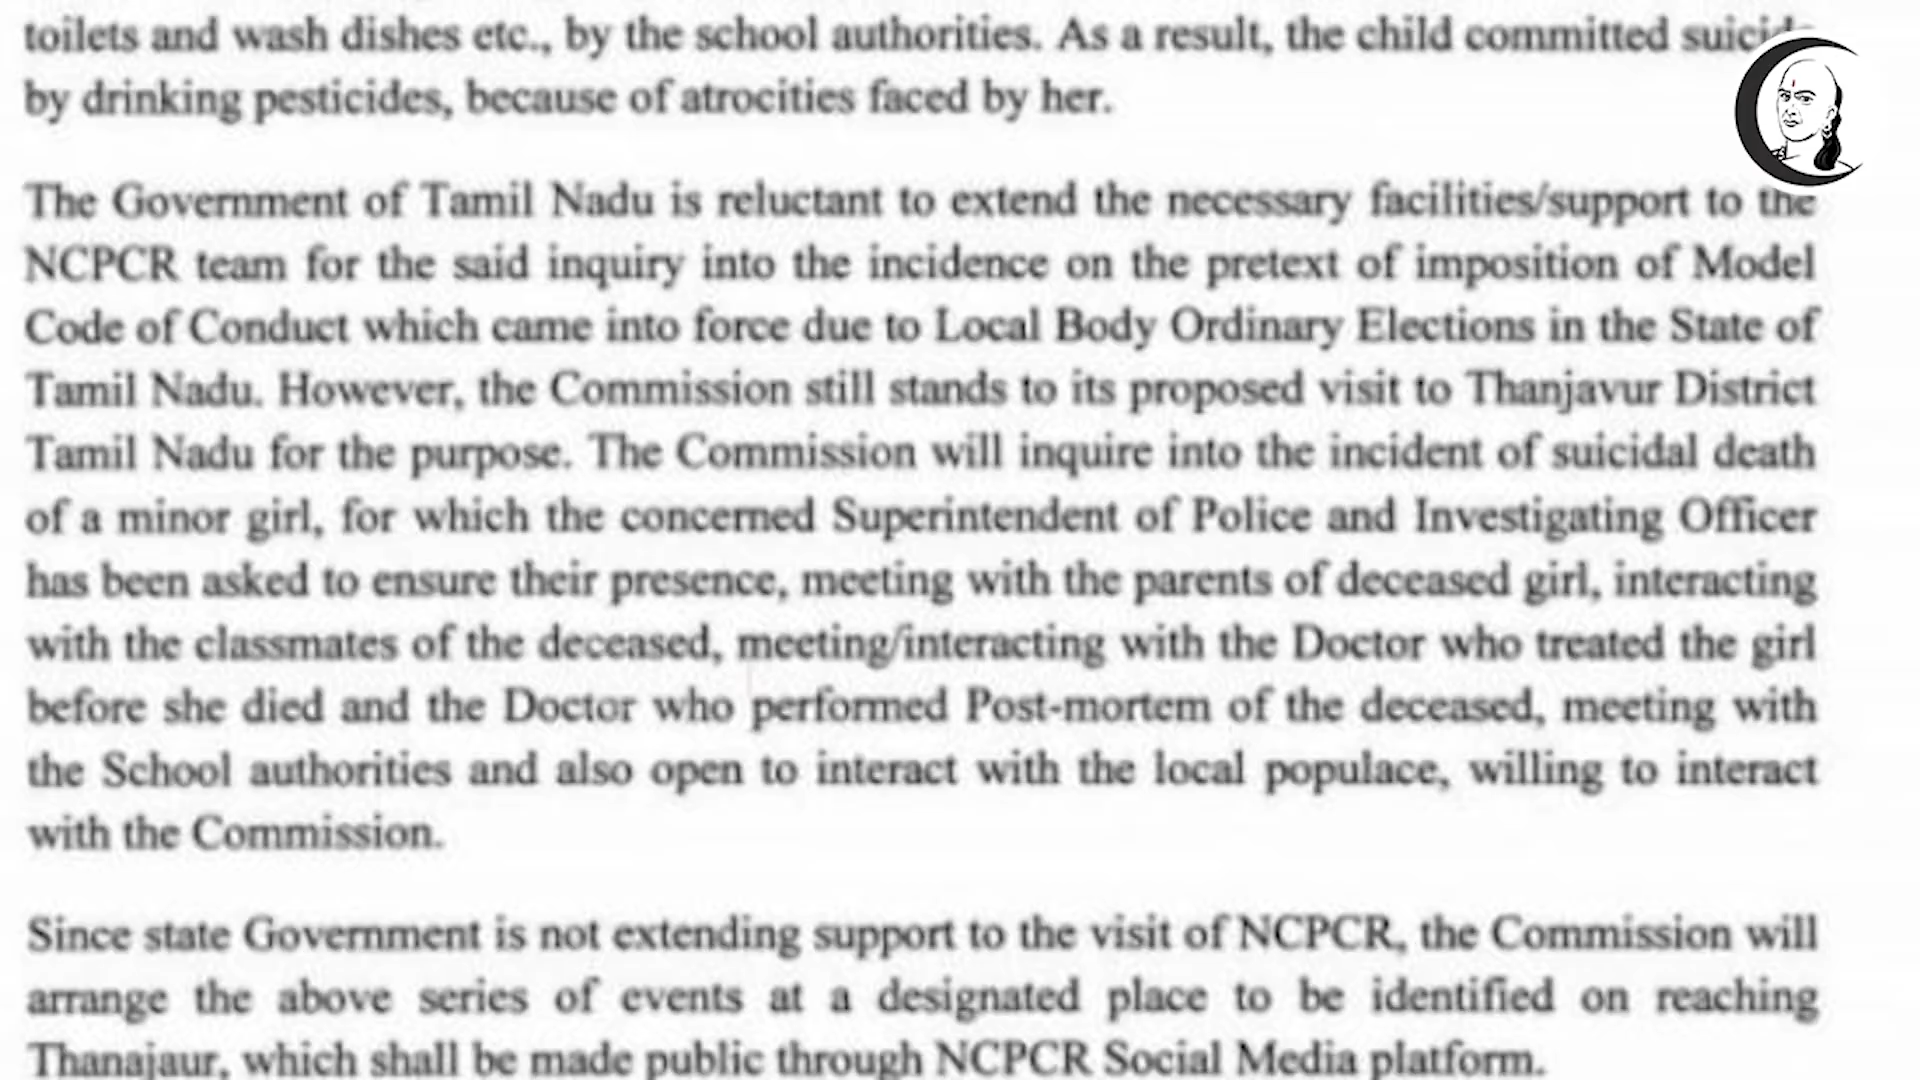 toilets and wash dishes etc., by the school authorities. As a result, the child committed suicide
by drinking pesticides, because of atrocities faced by her.
The Government of Tamil Nadu is reluctant to extend the necessary facilities/support to the
NCPCR team for the said inquiry into the incidence on the pretext of imposition of Model
Code of Conduct which came into force due to Local Body Ordinary Elections in the State of
Tamil Nadu. However, the Commission still stands to its proposed visit to Thanjavur District
Tamil Nadu for the purpose. The Commission will inquire into the incident of suicidal death
of a minor girl, for which the concerned Superintendent of Police and Investigating Officer
has been asked to ensure their presence, meeting with the parents of deceased girl, interacting
with the classmates of the deceased, meeting/interacting with the Doctor who treated the girl
before she died and the Doctor who performed Post-mortem of the deceased, meeting with
the School authorities and also open to interact with the local populace, willing to interact
with the Commission.
Since state Government is not extending support to the visit of NCPCR, the Commission will
arrange the above series of events at a designated place to be identified on reaching
Thanajaur, which shall be made public through NCPCR Social Media platform.